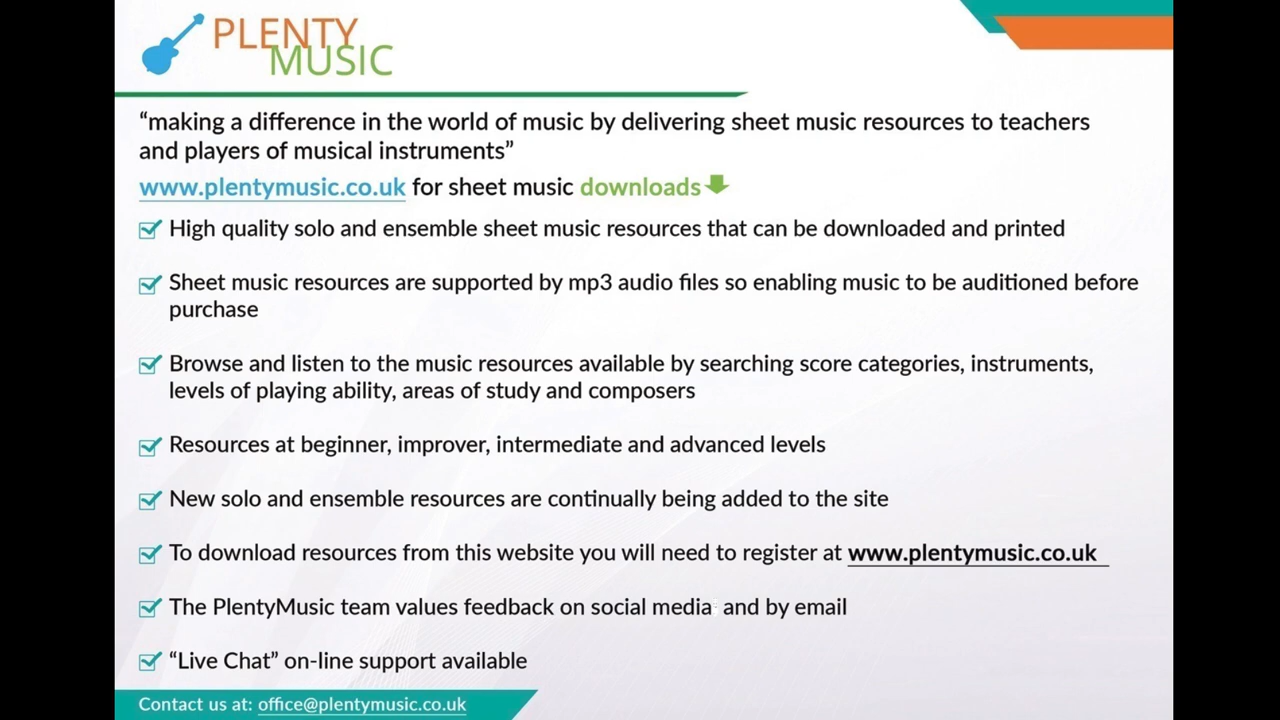 PLENTY
MUSIC
“making a difference in the world of music by delivering sheet music resources to teachers
and players of musical instruments”
www.plentymusic.co.uk for sheet music downloads
High quality solo and ensemble sheet music resources that can be downloaded and printed
Sheet music resources are supported by mp3 audio files so enabling music to be auditioned before
purchase
Browse and listen to the music resources available by searching score categories, instruments,
levels of playing ability, areas of study and composers
Resources at beginner, improver, intermediate and advanced levels
New solo and ensemble resources are continually being added to the site
To download resources from this website you will need to register at www.plentymusic.co.uk
The PlentyMusic team values feedback on social media and by email
“Live Chat” on-line support available
Contact us at: office@plentymusic.co.uk